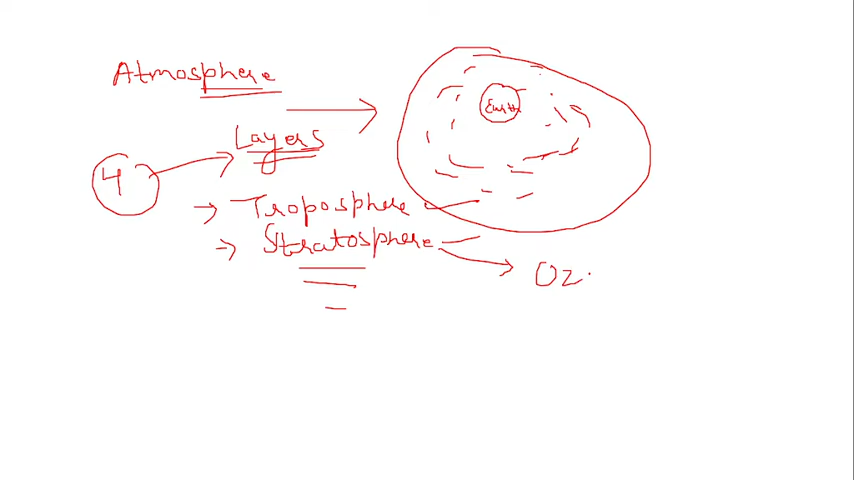 Atmosphere
Earth
Layers
4
→ Troposphere
→ Stratosphere
Oz